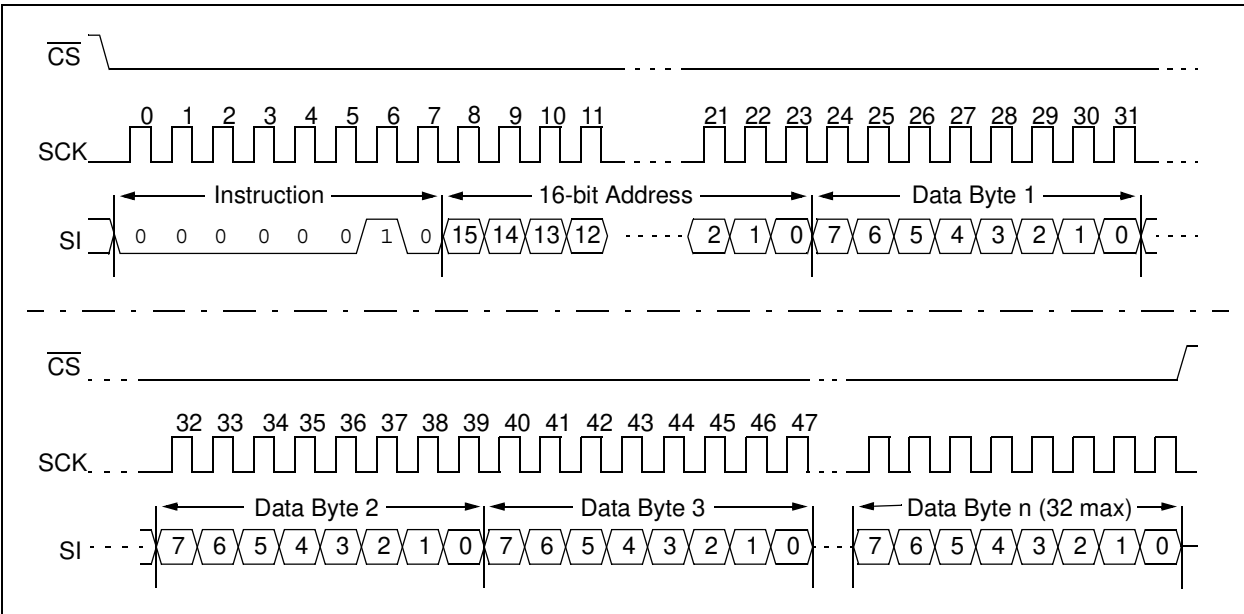 CS
0 1 2 3 4 5 6 7 8 9 10 11 21 22 23 24 25 26 27 28 29 30 31
SCK
Instruction 16-bit Address Data Byte 1
SI 0 0 0 0 0 0 1 0 15 14 13 12 2 1 0 7 6 5 4 3 2 1 0
CS
32 33 34 35 36 37 38 39 40 41 42 43 44 45 46 47
SCK
Data Byte 2 Data Byte 3 Data Byte n (32 max)
SI 7 6 5 4 3 2 1 0 7 6 5 4 3 2 1 0 7 6 5 4 3 2 1 0